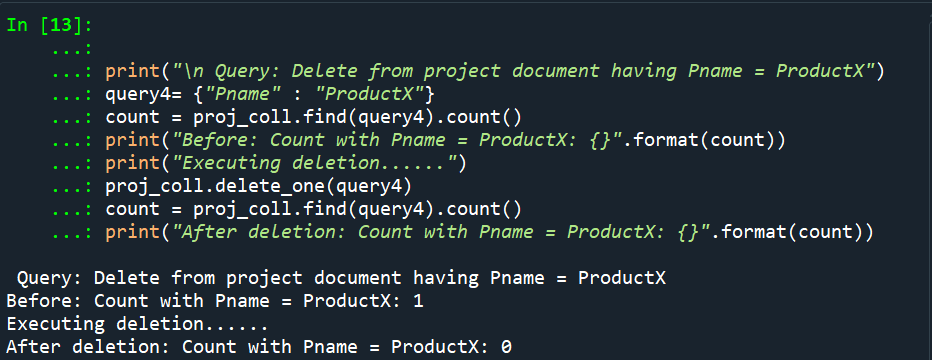 In [13]:
    ...:
    ...: print("\n Query: Delete from project document having Pname = ProductX")
    ...: query4= {"Pname" : "ProductX"}
    ...: count = proj_coll.find(query4).count()
    ...: print("Before: Count with Pname = ProductX: {}".format(count))
    ...: print("Executing deletion......")
    ...: proj_coll.delete_one(query4)
    ...: count = proj_coll.find(query4).count()
    ...: print("After deletion: Count with Pname = ProductX: {}".format(count))

 Query: Delete from project document having Pname = ProductX
Before: Count with Pname = ProductX: 1
Executing deletion......
After deletion: Count with Pname = ProductX: 0